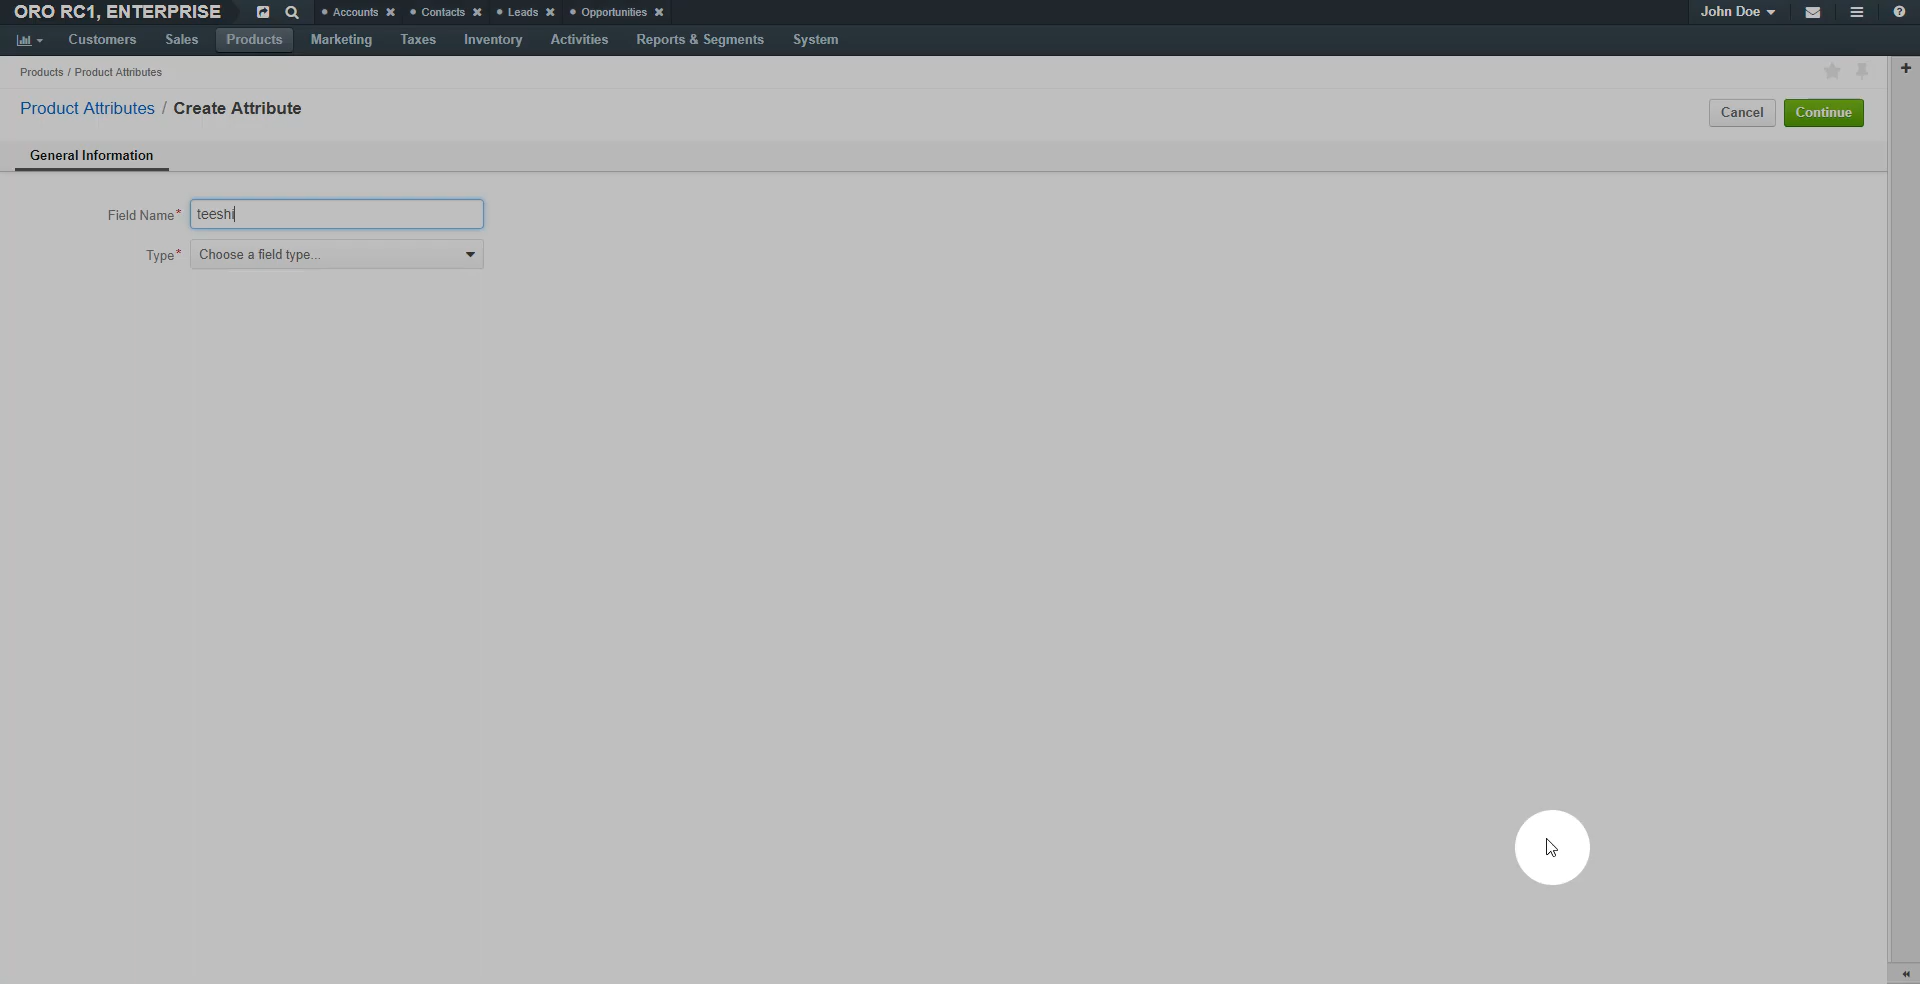 ORO RC1, ENTERPRISE Accounts Contacts Leads Opportunities John Doe
Customers Sales Products Marketing Taxes Inventory Activities Reports & Segments System
Products / Product Attributes
Product Attributes / Create Attribute Cancel Continue
General Information
Field Name* teeshi
Type* Choose a field type...